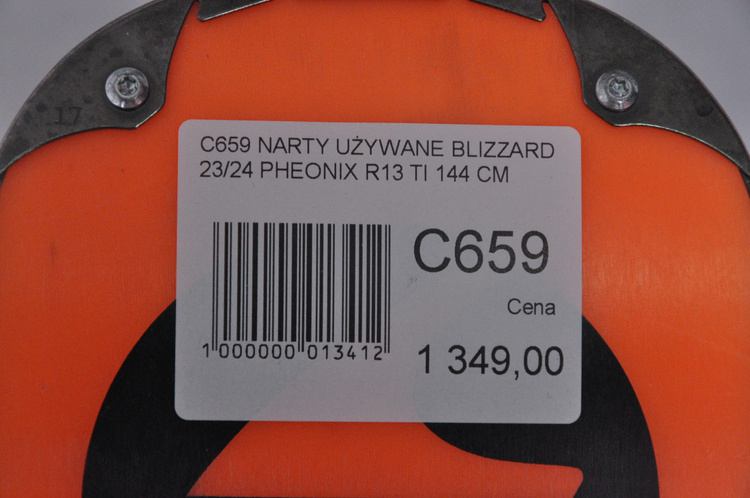 17
C659 NARTY UŻYWANE BLIZZARD
23/24 PHEONIX R13 TI 144 CM
C659
Cena
1 349,00
1 000000 013412